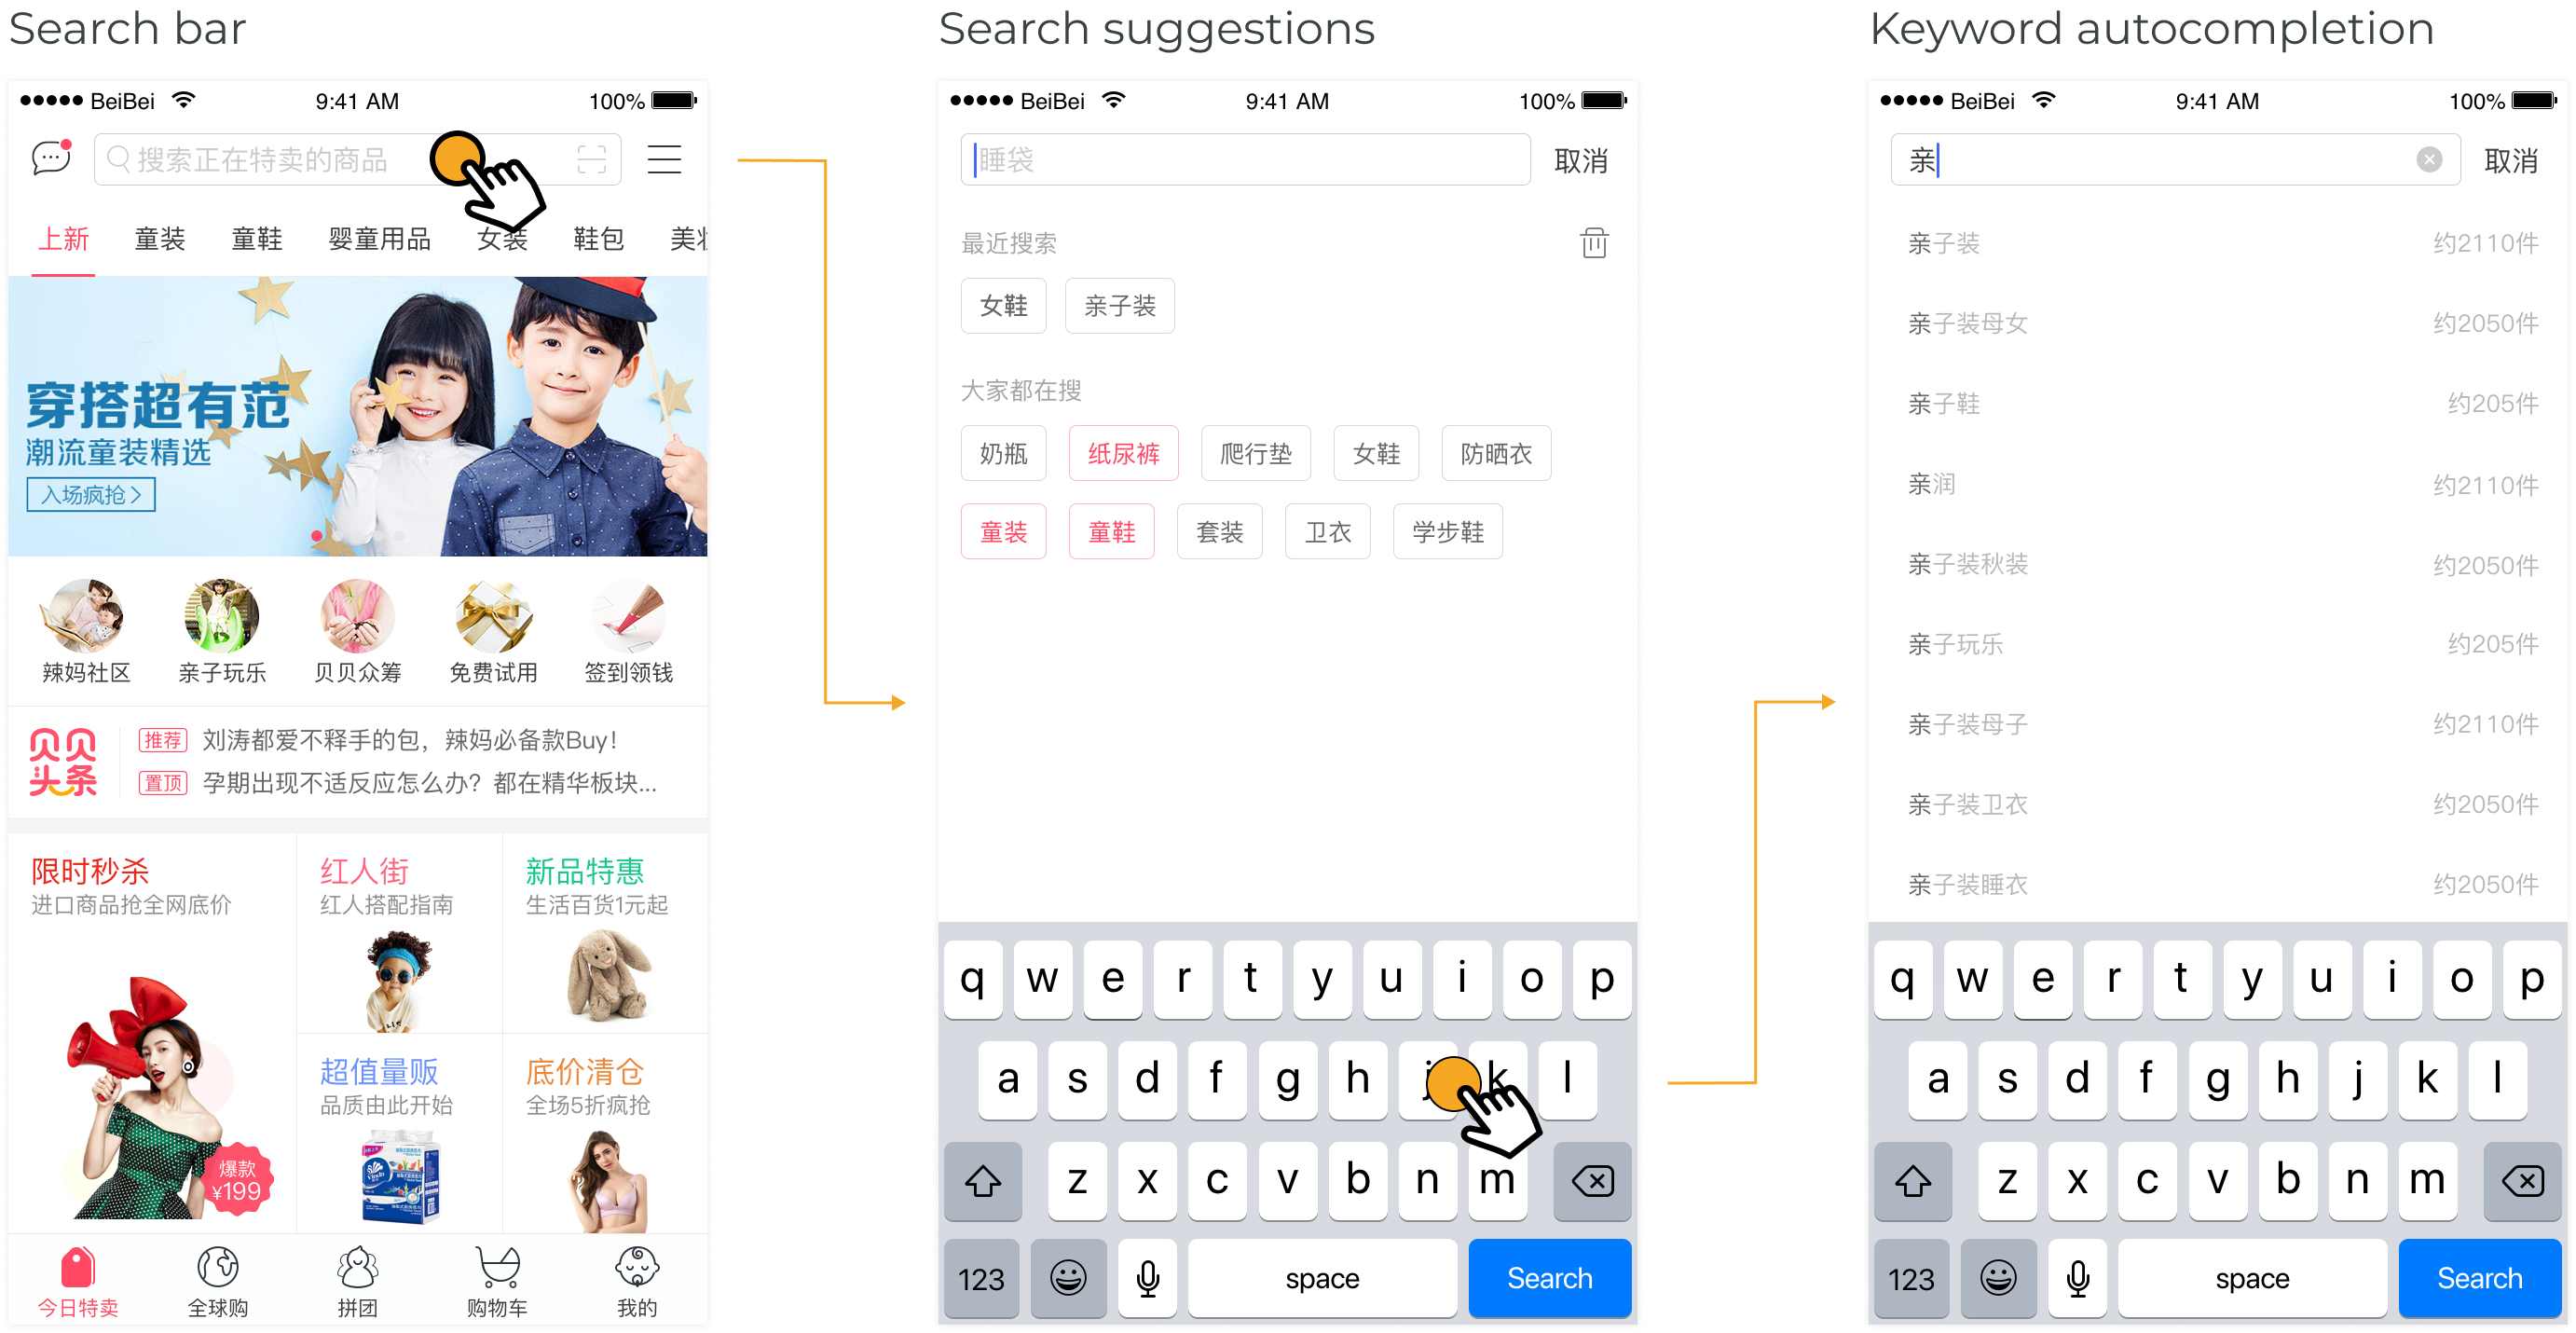 Search bar
BeiBei 9:41 AM 100%
搜索正在特卖的商品
上新 童装 童鞋 婴童用品 女装 鞋包 美妆
穿搭超有范
潮流童装精选
入场疯抢 >
辣妈社区 亲子玩乐 贝贝众筹 免费试用 签到领钱
贝贝
头条
推荐 刘涛都爱不释手的包，辣妈必备款Buy！
置顶 孕期出现不适反应怎么办？都在精华板块...
限时秒杀
进口商品抢全网底价
爆款
¥199
红人街
红人搭配指南
新品特惠
生活百货1元起
超值量贩
品质由此开始
底价清仓
全场5折疯抢
今日特卖 全球购 拼团 购物车 我的
Search suggestions
BeiBei 9:41 AM 100%
睡袋 取消
最近搜索
女鞋 亲子装
大家都在搜
奶瓶 纸尿裤 爬行垫 女鞋 防晒衣
童装 童鞋 套装 卫衣 学步鞋
q w e r t y u i o p
a s d f g h j k l
z x c v b n m
123 space Search
Keyword autocompletion
BeiBei 9:41 AM 100%
亲 取消
亲子装 约2110件
亲子装母女 约2050件
亲子鞋 约205件
亲润 约2110件
亲子装秋装 约2050件
亲子玩乐 约205件
亲子装母子 约2110件
亲子装卫衣 约2050件
亲子装睡衣 约2050件
q w e r t y u i o p
a s d f g h j k l
z x c v b n m
123 space Search